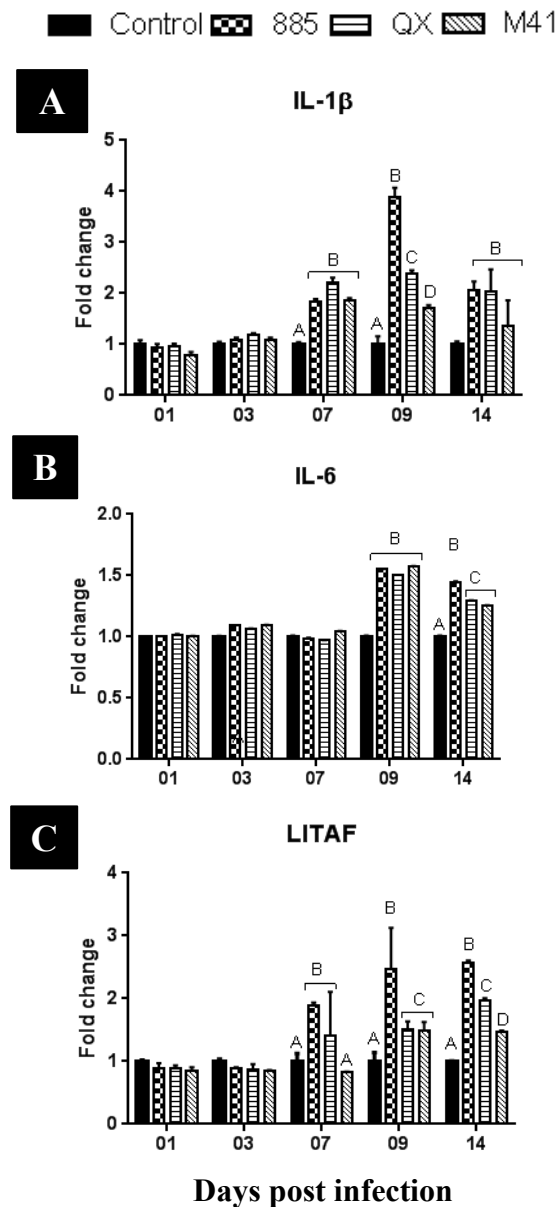 Control 885 QX M41
A
IL-1β
5
4
3
2
1
0
Fold change
A B A B C D B
01 03 07 09 14
B
IL-6
2.0
1.5
1.0
0.5
0.0
Fold change
B A B C
01 03 07 09 14
C
LITAF
4
3
2
1
0
Fold change
A B A A B C A B C D
01 03 07 09 14
Days post infection